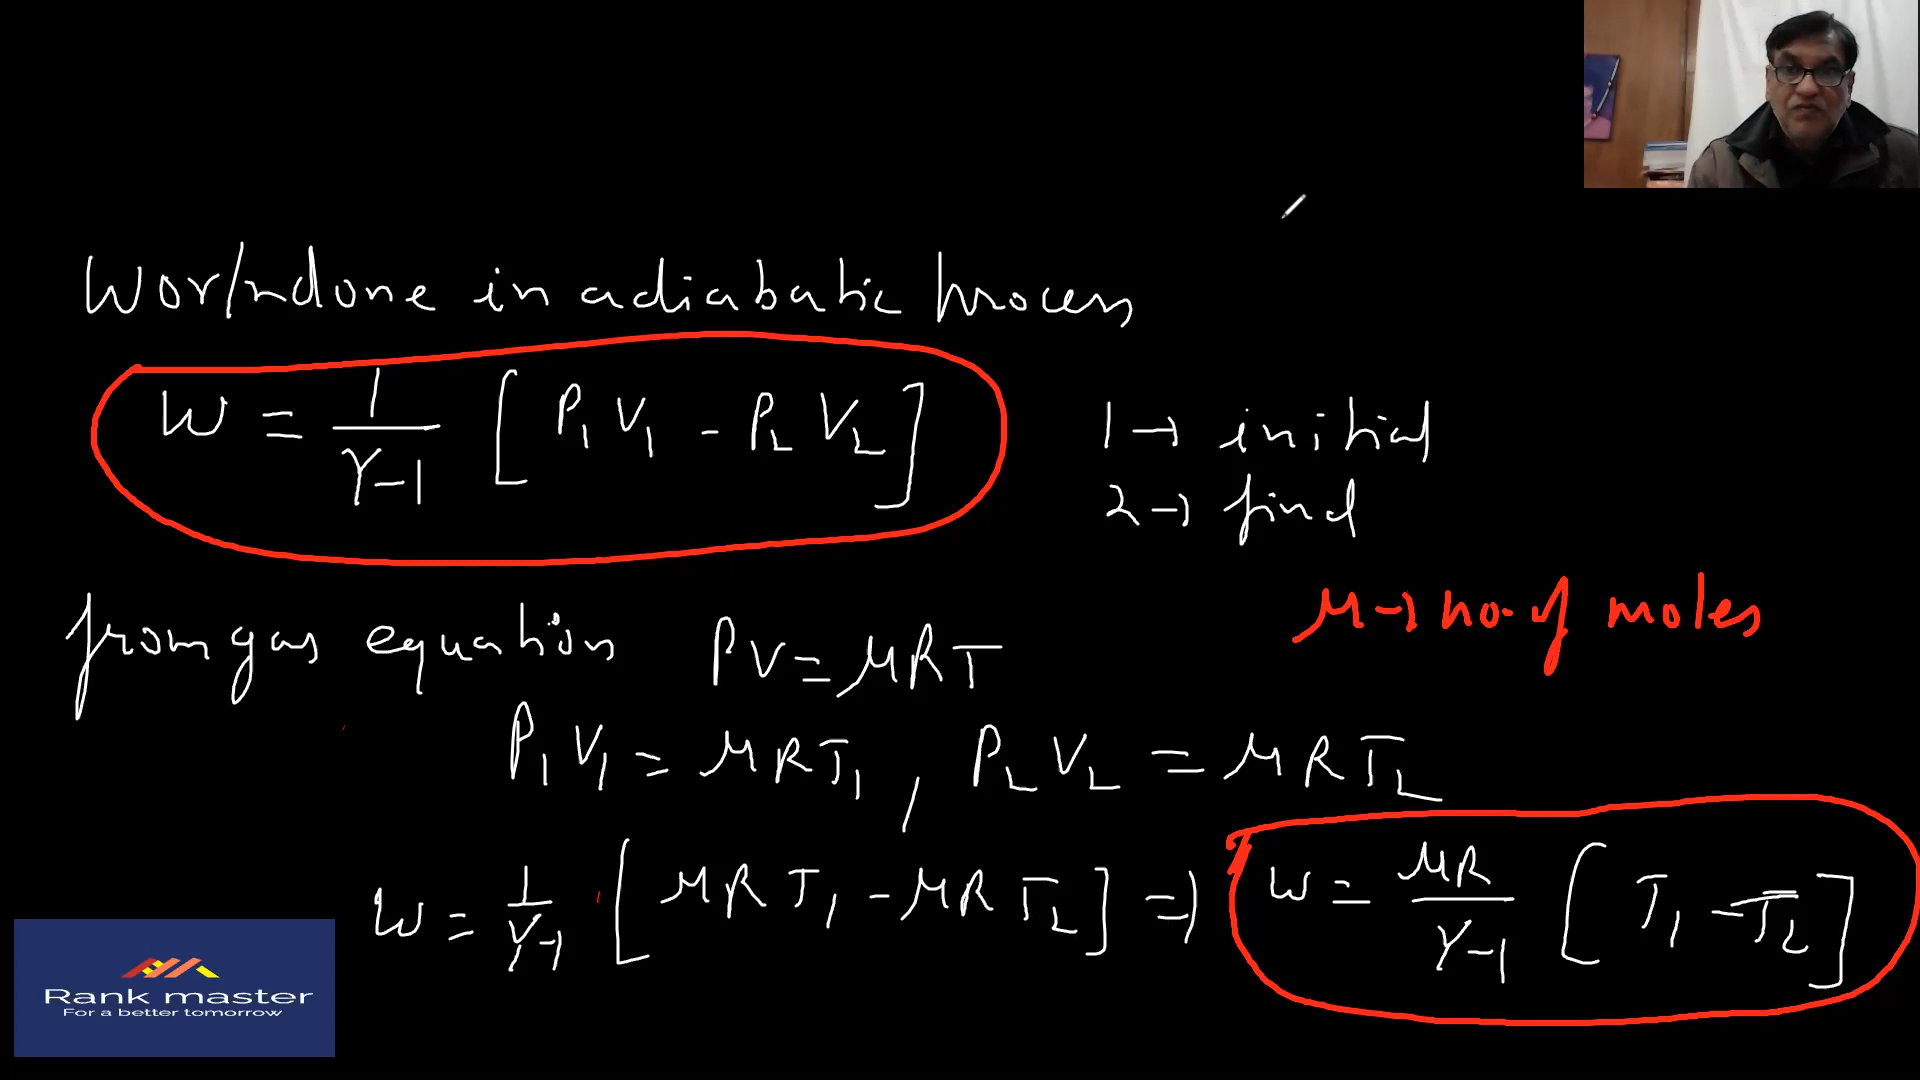 Workdone in adiabatic process
W = 1/γ-1 [P₁V₁ - P₂V₂]
1 → initial
2 → final
μ → no. of moles
from gas equation PV = μRT
P₁V₁ = μRT₁, P₂V₂ = μRT₂
W = 1/γ-1 [μRT₁ - μRT₂] ⇒ W = μR/γ-1 [T₁ - T₂]
Rank master
For a better tomorrow